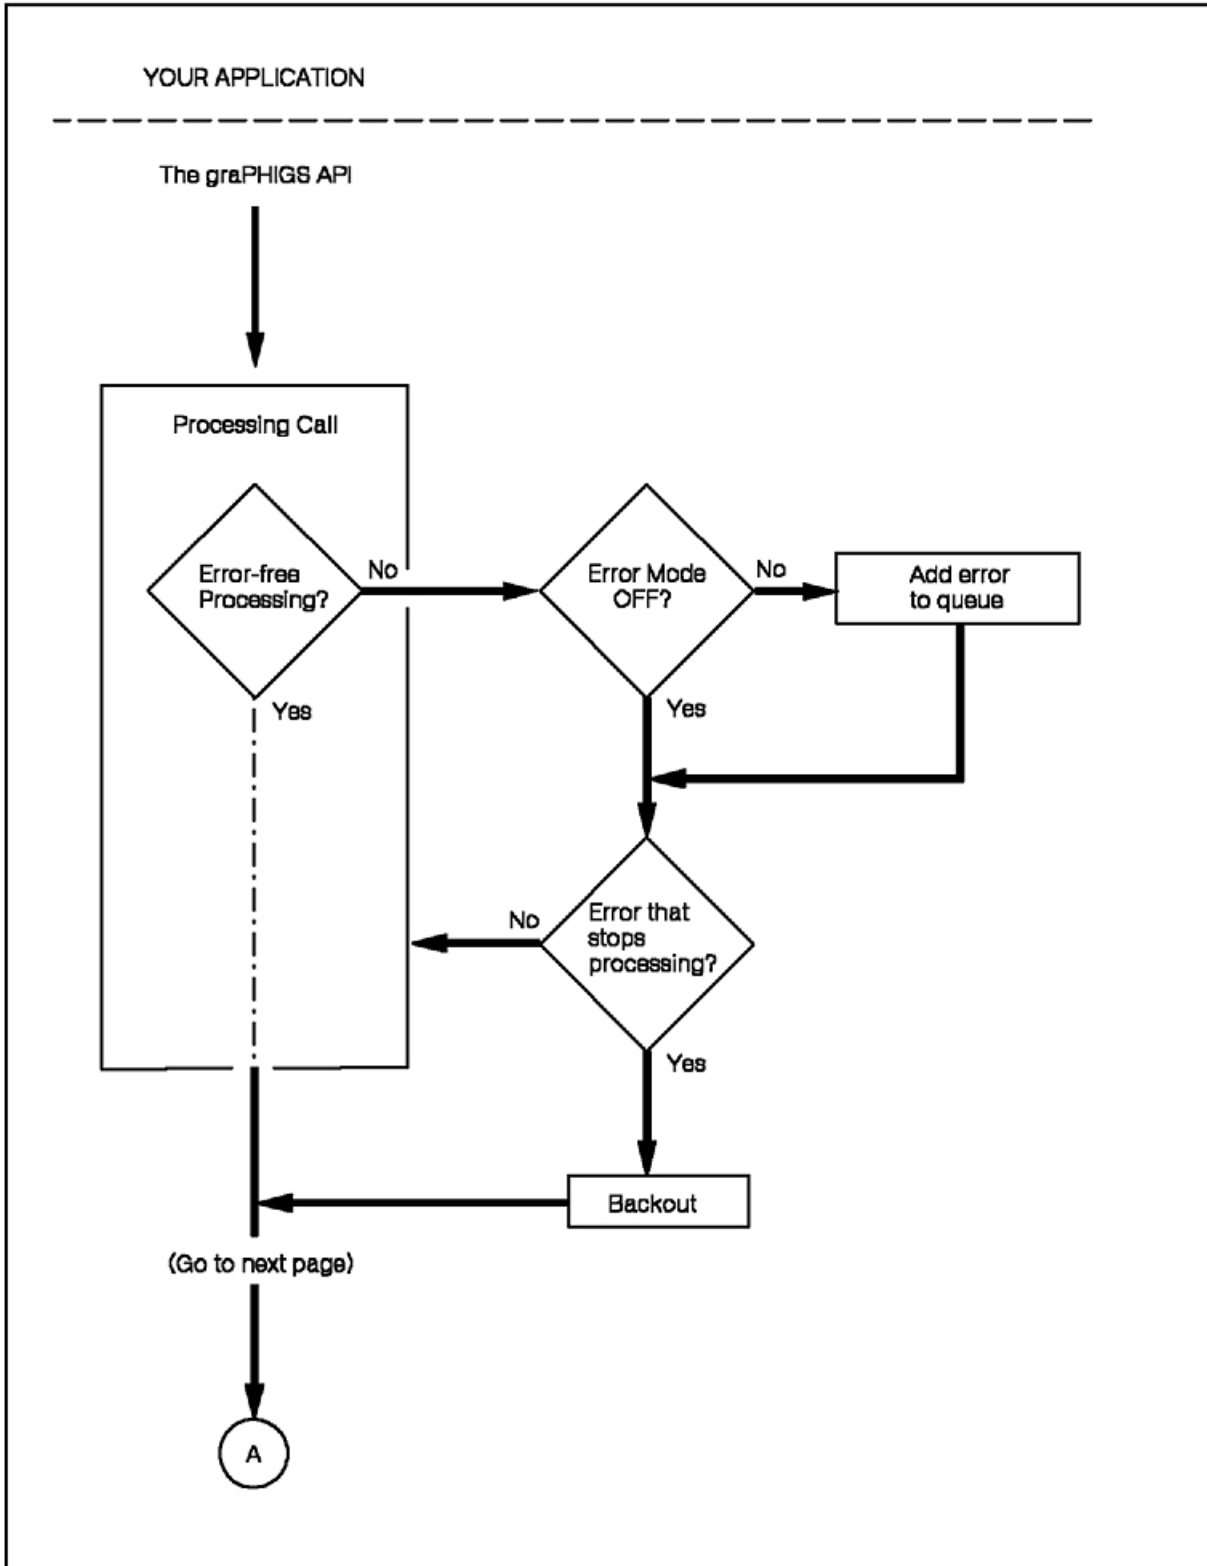 YOUR APPLICATION
The graPHIGS API
Processing Call
Error-free
Processing?
No
Yes
Error Mode
OFF?
No
Add error
to queue
Yes
Error that
stops
processing?
No
Yes
Backout
(Go to next page)
A